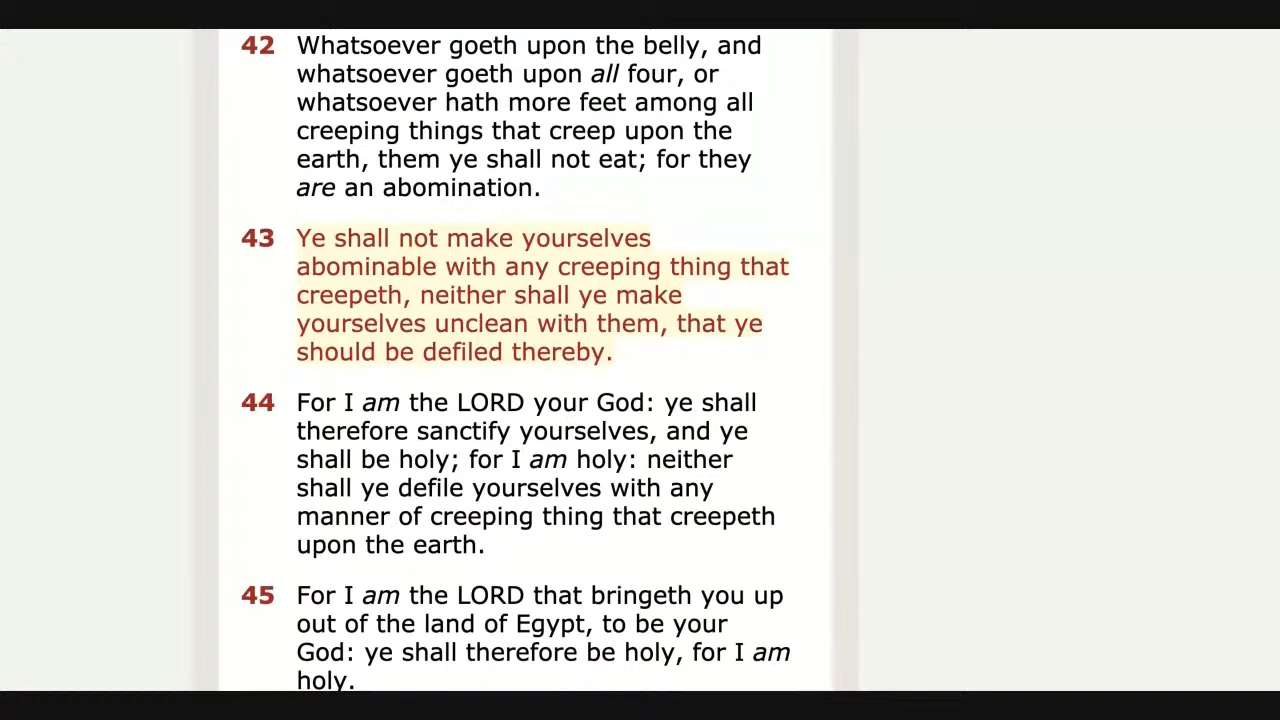 42 Whatsoever goeth upon the belly, and
whatsoever goeth upon all four, or
whatsoever hath more feet among all
creeping things that creep upon the
earth, them ye shall not eat; for they
are an abomination.
43 Ye shall not make yourselves
abominable with any creeping thing that
creepeth, neither shall ye make
yourselves unclean with them, that ye
should be defiled thereby.
44 For I am the LORD your God: ye shall
therefore sanctify yourselves, and ye
shall be holy; for I am holy: neither
shall ye defile yourselves with any
manner of creeping thing that creepeth
upon the earth.
45 For I am the LORD that bringeth you up
out of the land of Egypt, to be your
God: ye shall therefore be holy, for I am
holy.